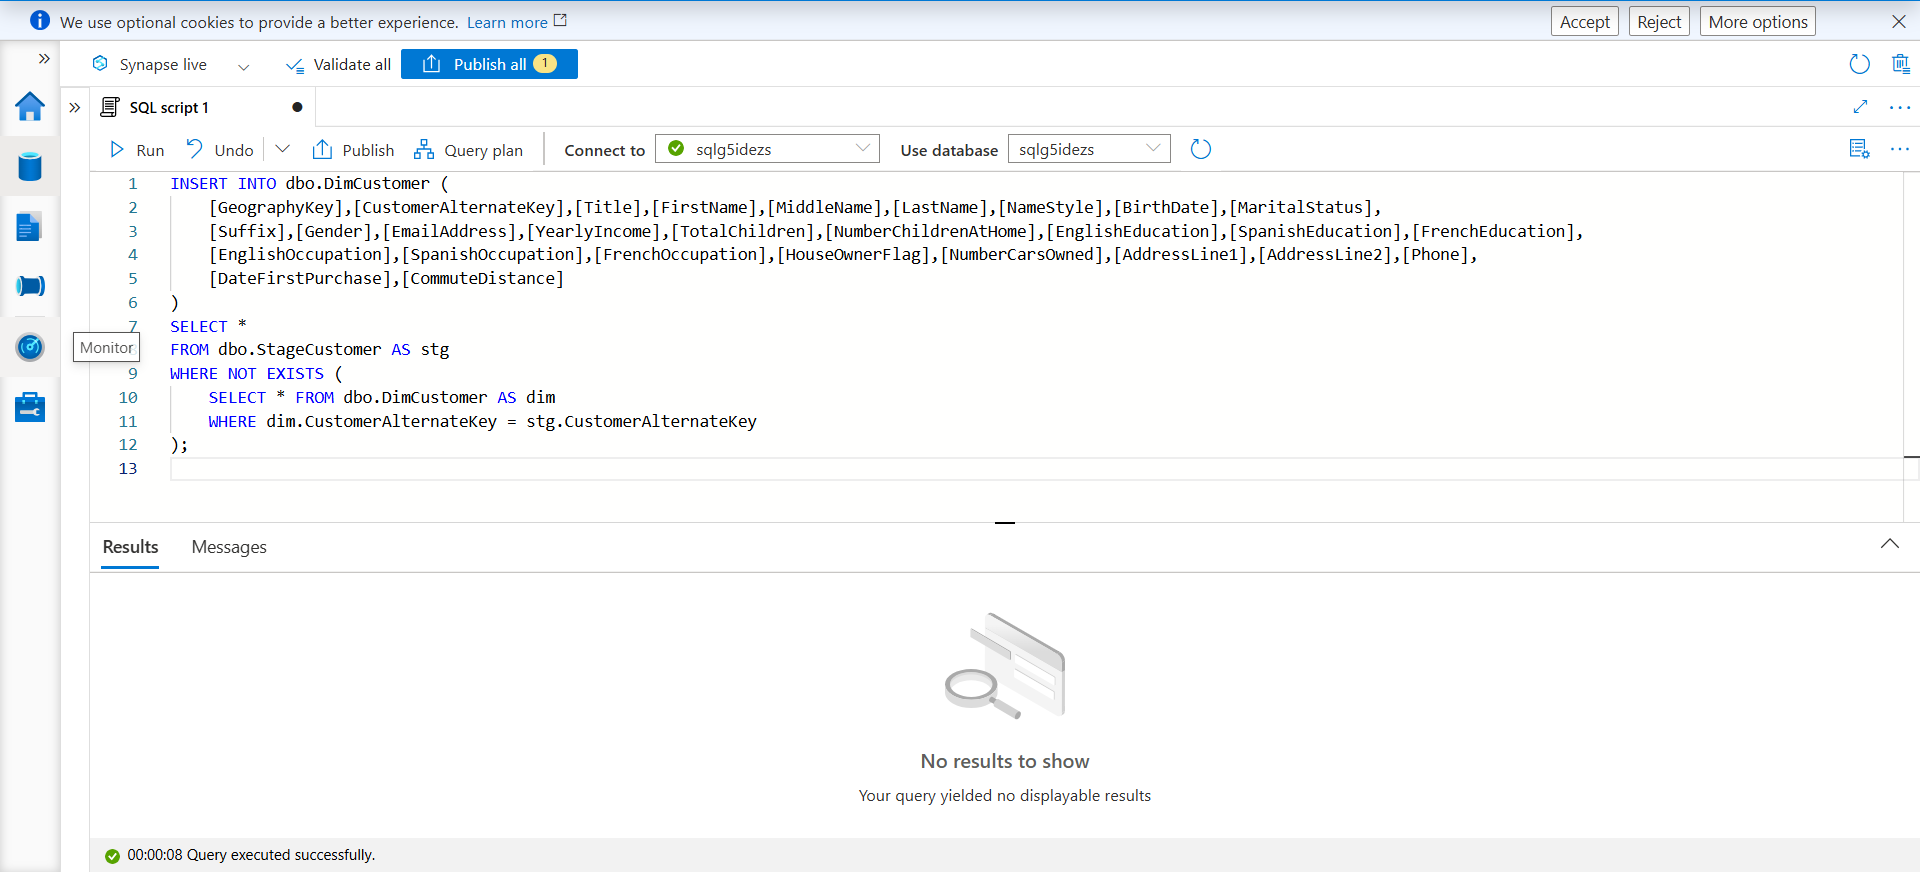 We use optional cookies to provide a better experience. Learn more
Accept Reject More options
Synapse live Validate all Publish all 1
SQL script 1
Run Undo Publish Query plan Connect to sqlg5idezs Use database sqlg5idezs
1 INSERT INTO dbo.DimCustomer (
2 [GeographyKey],[CustomerAlternateKey],[Title],[FirstName],[MiddleName],[LastName],[NameStyle],[BirthDate],[MaritalStatus],
3 [Suffix],[Gender],[EmailAddress],[YearlyIncome],[TotalChildren],[NumberChildrenAtHome],[EnglishEducation],[SpanishEducation],[FrenchEducation],
4 [EnglishOccupation],[SpanishOccupation],[FrenchOccupation],[HouseOwnerFlag],[NumberCarsOwned],[AddressLine1],[AddressLine2],[Phone],
5 [DateFirstPurchase],[CommuteDistance]
6 )
7 SELECT *
Monitor
FROM dbo.StageCustomer AS stg
9 WHERE NOT EXISTS (
10 SELECT * FROM dbo.DimCustomer AS dim
11 WHERE dim.CustomerAlternateKey = stg.CustomerAlternateKey
12 );
13
Results Messages
No results to show
Your query yielded no displayable results
00:00:08 Query executed successfully.